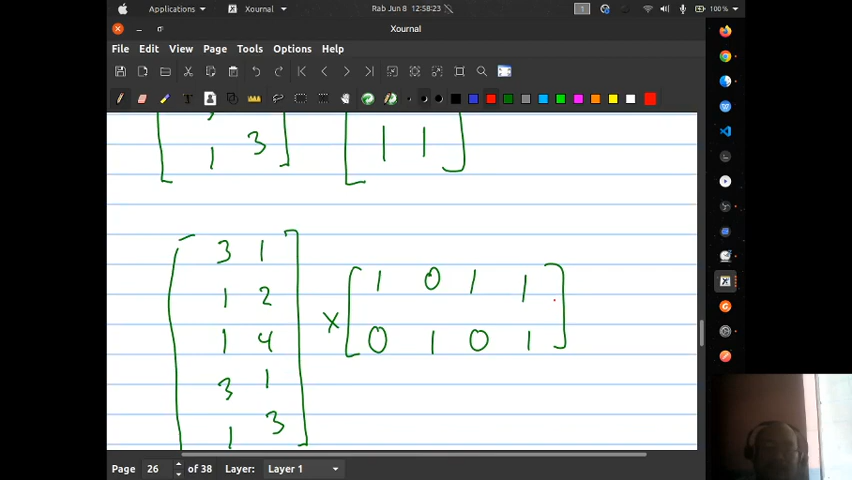 Applications Xournal Rab Jun 8 12:58:23 1 100%
Xournal
File Edit View Page Tools Options Help
3
1 3 1 1
3 1
1 2 1 0 1 1
1 4 X 0 1 0 1
3 1
1 3
Page 26 of 38 Layer: Layer 1